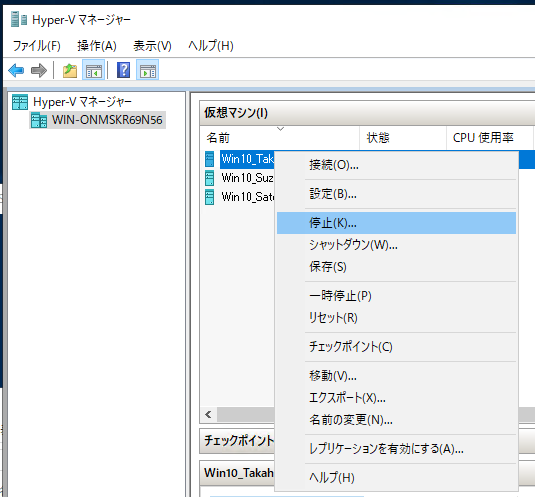 Hyper-V マネージャー
ファイル(F) 操作(A) 表示(V) ヘルプ(H)
Hyper-V マネージャー
WIN-ONMSKR69N56
仮想マシン(I)
名前 状態 CPU 使用率
Win10_Tak
Win10_Suz
Win10_Sat
接続(O)...
設定(B)...
停止(K)...
シャットダウン(W)...
保存(S)
一時停止(P)
リセット(R)
チェックポイント(C)
移動(V)...
エクスポート(X)...
名前の変更(N)...
レプリケーションを有効にする(A)...
ヘルプ(H)
チェックポイント
Win10_Takah